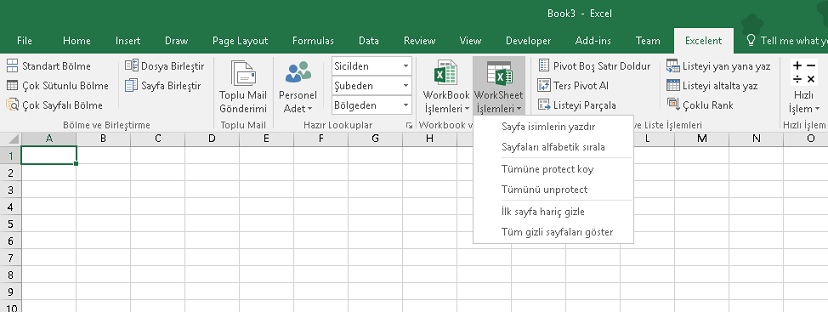 Book3 - Excel
File Home Insert Draw Page Layout Formulas Data Review View Developer Add-ins Team Excelent Tell me what yo
Standart Bölme
Çok Sütunlu Bölme
Çok Sayfalı Bölme
Dosya Birleştir
Sayfa Birleştir
Bölme ve Birleştirme
Toplu Mail
Gönderimi
Toplu Mail
Personel
Adet
Sicilden
Şubeden
Bölgeden
Hazır Lookuplar
WorkBook
İşlemleri
WorkSheet
İşlemleri
Workbook v
Pivot Boş Satır Doldur
Ters Pivot Al
Listeyi Parçala
Listeyi yan yana yaz
Listeyi altalta yaz
Çoklu Rank
ve Liste İşlemleri
Hızlı
İşlem
Hızlı İşlem
Sayfa isimlerin yazdır
Sayfaları alfabetik sırala
Tümüne protect koy
Tümünü unprotect
İlk sayfa hariç gizle
Tüm gizli sayfaları göster
A B C D E F G H L M N O
1
2
3
4
5
6
7
8
9
10